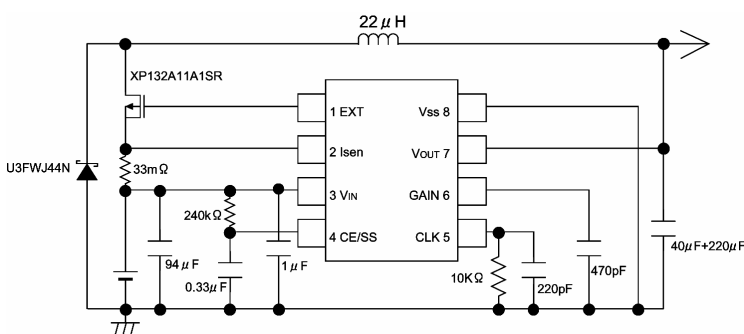 22μH
XP132A11A1SR
1 EXT
Vss 8
2 Isen
VOUT 7
U3FWJ44N
33mΩ
3 VIN
GAIN 6
240kΩ
4 CE/SS
CLK 5
94μF
1μF
0.33μF
10KΩ
220pF
470pF
40μF+220μF